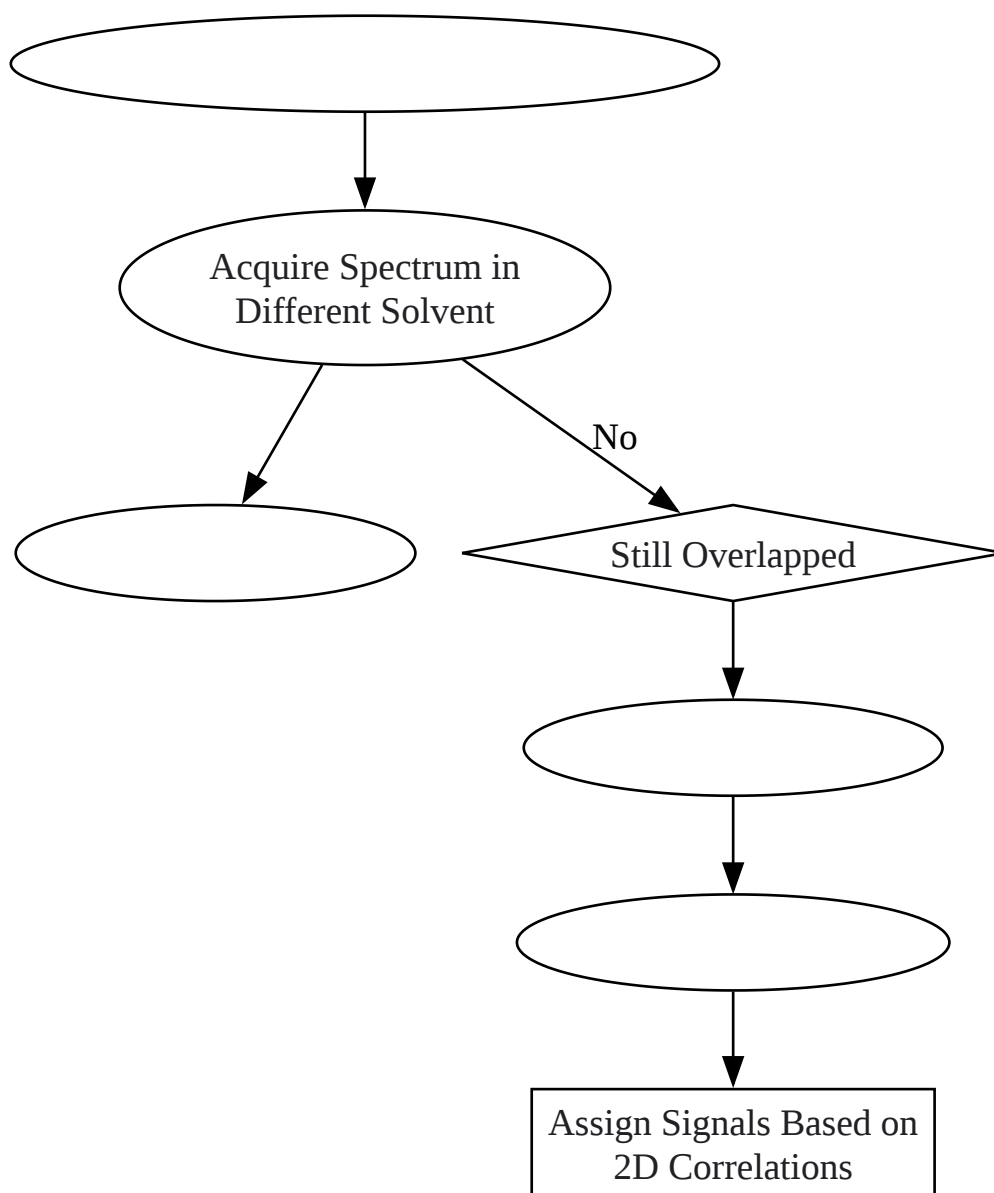 Acquire Spectrum in
Different Solvent
No
Still Overlapped
Assign Signals Based on
2D Correlations